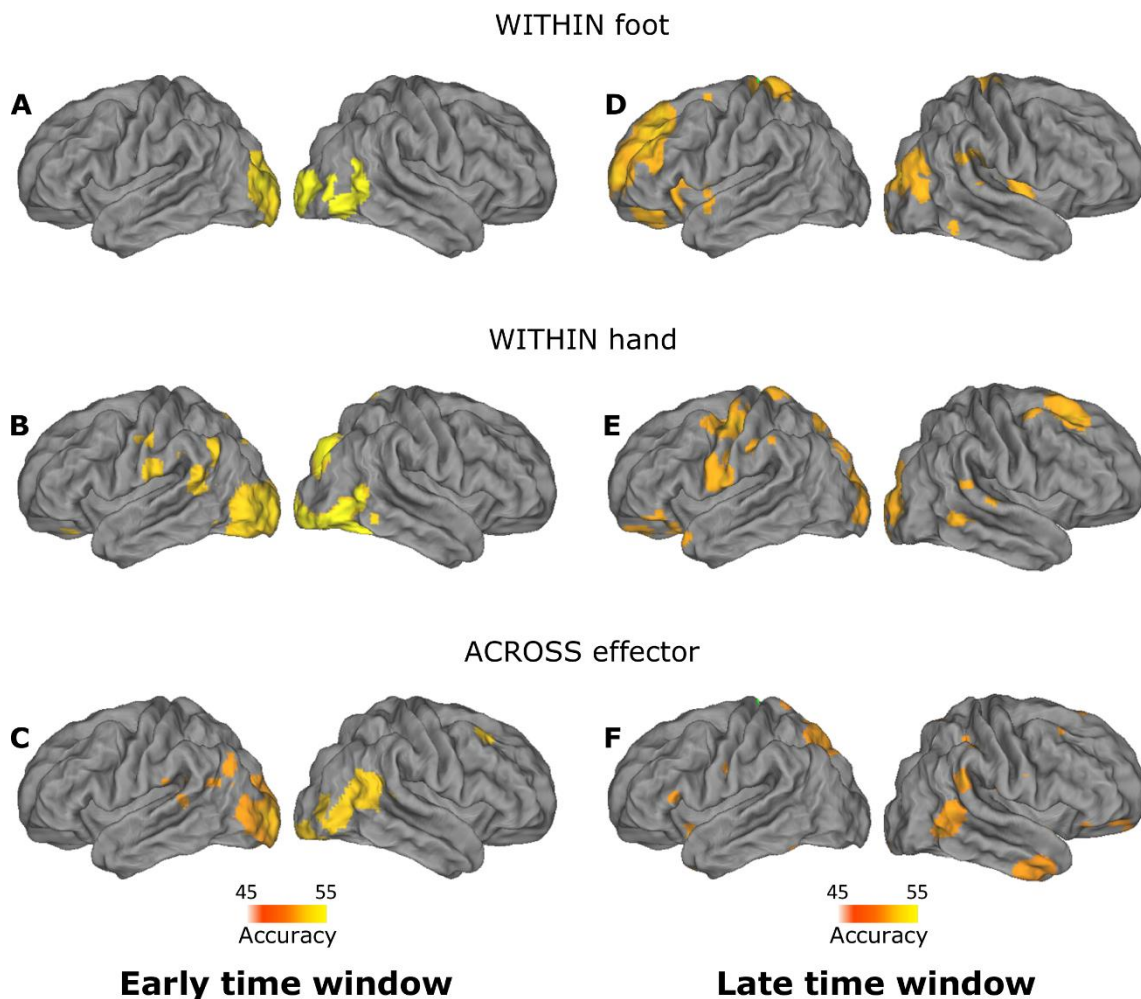 WITHIN foot
A
D
WITHIN hand
B
E
ACROSS effector
C
F
45 55
Accuracy
45 55
Accuracy
Early time window
Late time window